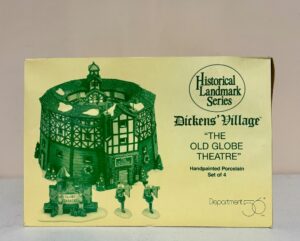 Historical
Landmark
Series
Dickens' Village
"THE
OLD GLOBE
THEATRE"
Handpainted Porcelain
Set of 4
Department 56